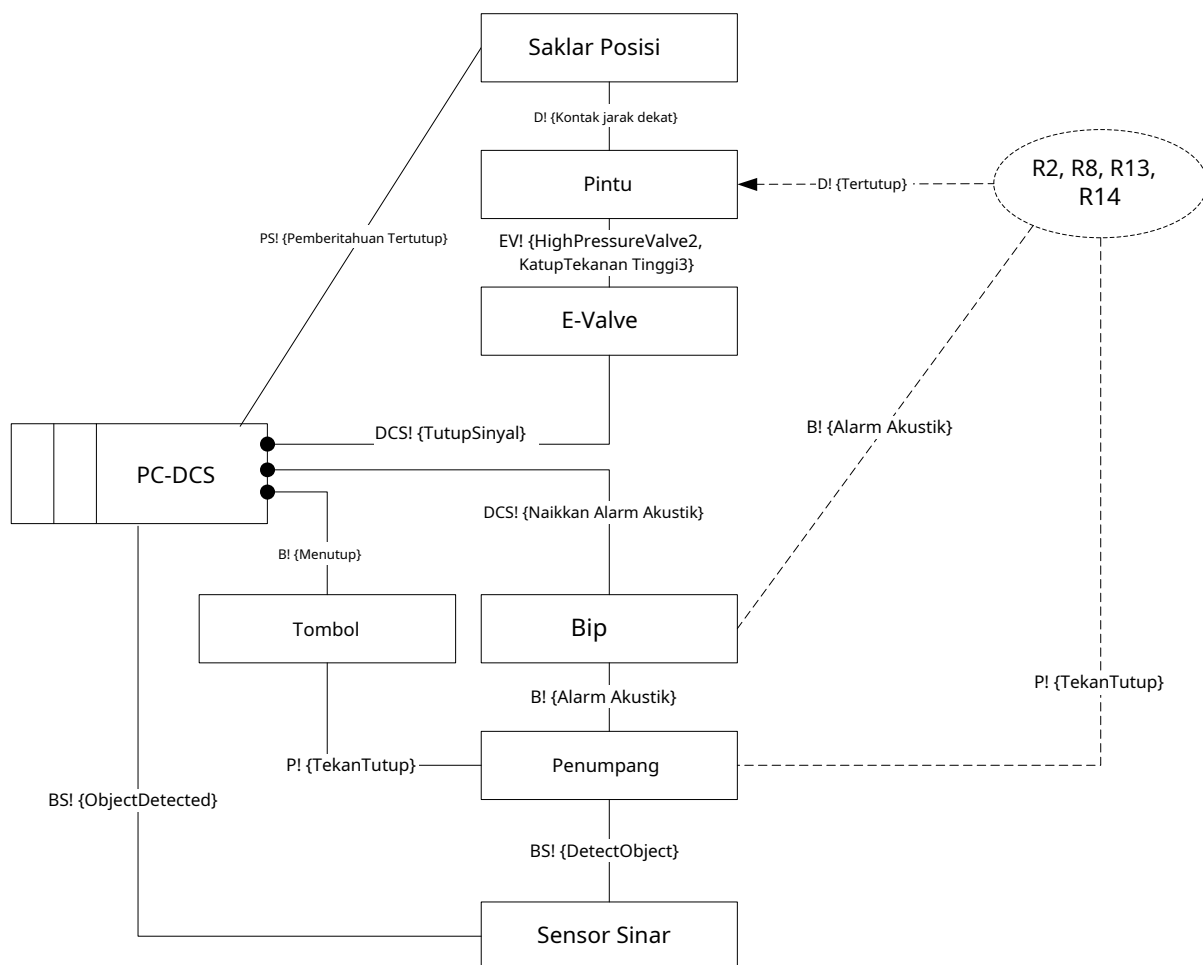 Saklar Posisi
D! {Kontak jarak dekat}
Pintu
D! {Tertutup}
R2, R8, R13,
R14
PS! {Pemberitahuan Tertutup}
EV! {HighPressureValve2,
KatupTekanan Tinggi3}
E-Valve
DCS! {TutupSinyal}
B! {Alarm Akustik}
PC-DCS
DCS! {Naikkan Alarm Akustik}
B! {Menutup}
Tombol
Bip
B! {Alarm Akustik}
P! {TekanTutup}
P! {TekanTutup}
Penumpang
BS! {ObjectDetected}
BS! {DetectObject}
Sensor Sinar